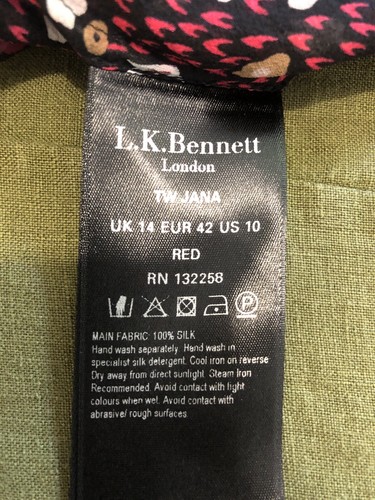 L.K.Bennett
London
TW JANA
UK 14 EUR 42 US 10
RED
RN 132258
P
MAIN FABRIC: 100% SILK
Hand wash separately. Hand wash in
specialist silk detergent. Cool iron on reverse
Dry away from direct sunlight. Steam Iron
Recommended. Avoid contact with light
colours when wet. Avoid contact with
abrasive/ rough surfaces